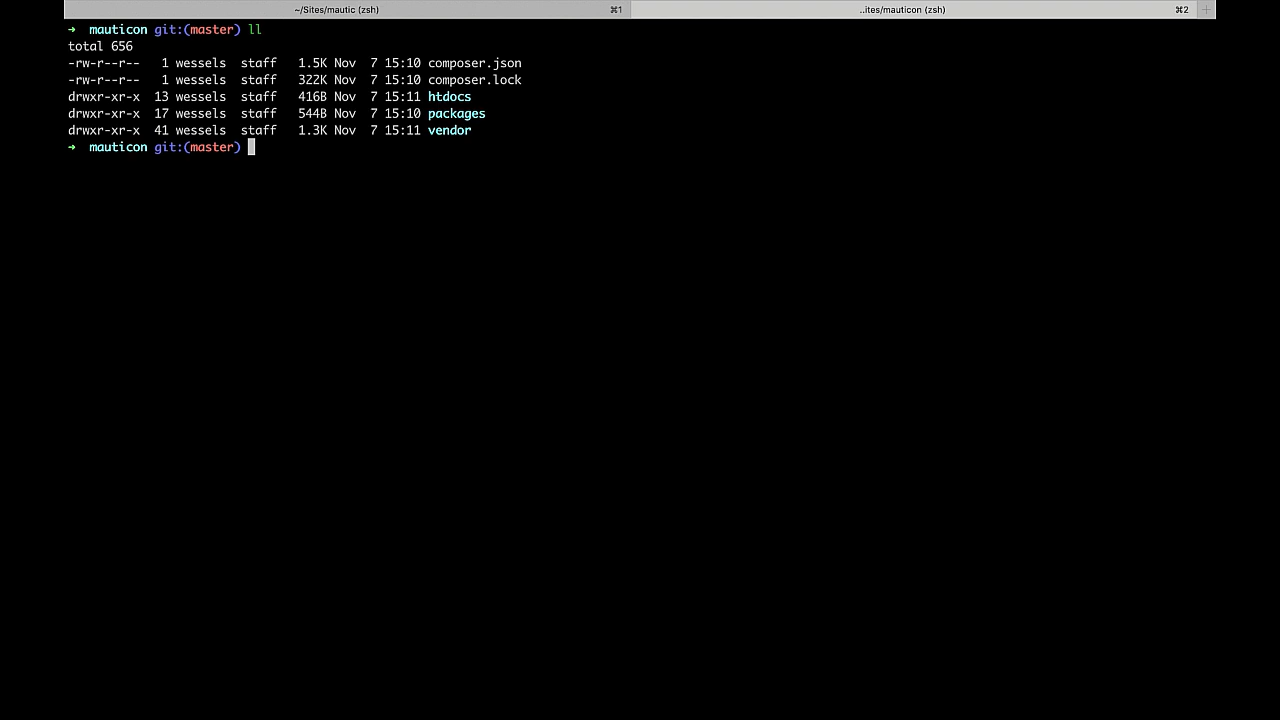 ~/Sites/mautic (zsh) ⌘1 ..ites/mauticon (zsh) ⌘2 +
➜  mauticon git:(master) ll
total 656
-rw-r--r--   1 wessels  staff   1.5K Nov  7 15:10 composer.json
-rw-r--r--   1 wessels  staff   322K Nov  7 15:10 composer.lock
drwxr-xr-x  13 wessels  staff   416B Nov  7 15:11 htdocs
drwxr-xr-x  17 wessels  staff   544B Nov  7 15:10 packages
drwxr-xr-x  41 wessels  staff   1.3K Nov  7 15:11 vendor
➜  mauticon git:(master)